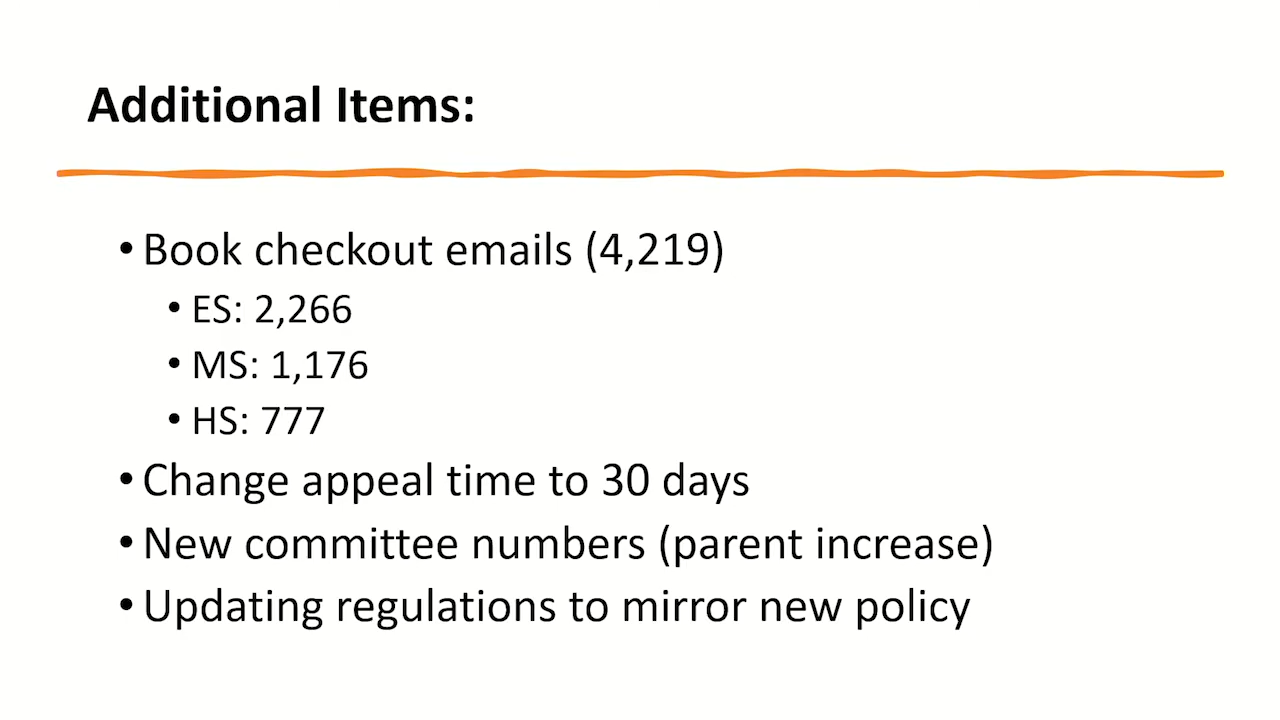 Additional Items:
• Book checkout emails (4,219)
• ES: 2,266
• MS: 1,176
• HS: 777
• Change appeal time to 30 days
• New committee numbers (parent increase)
• Updating regulations to mirror new policy